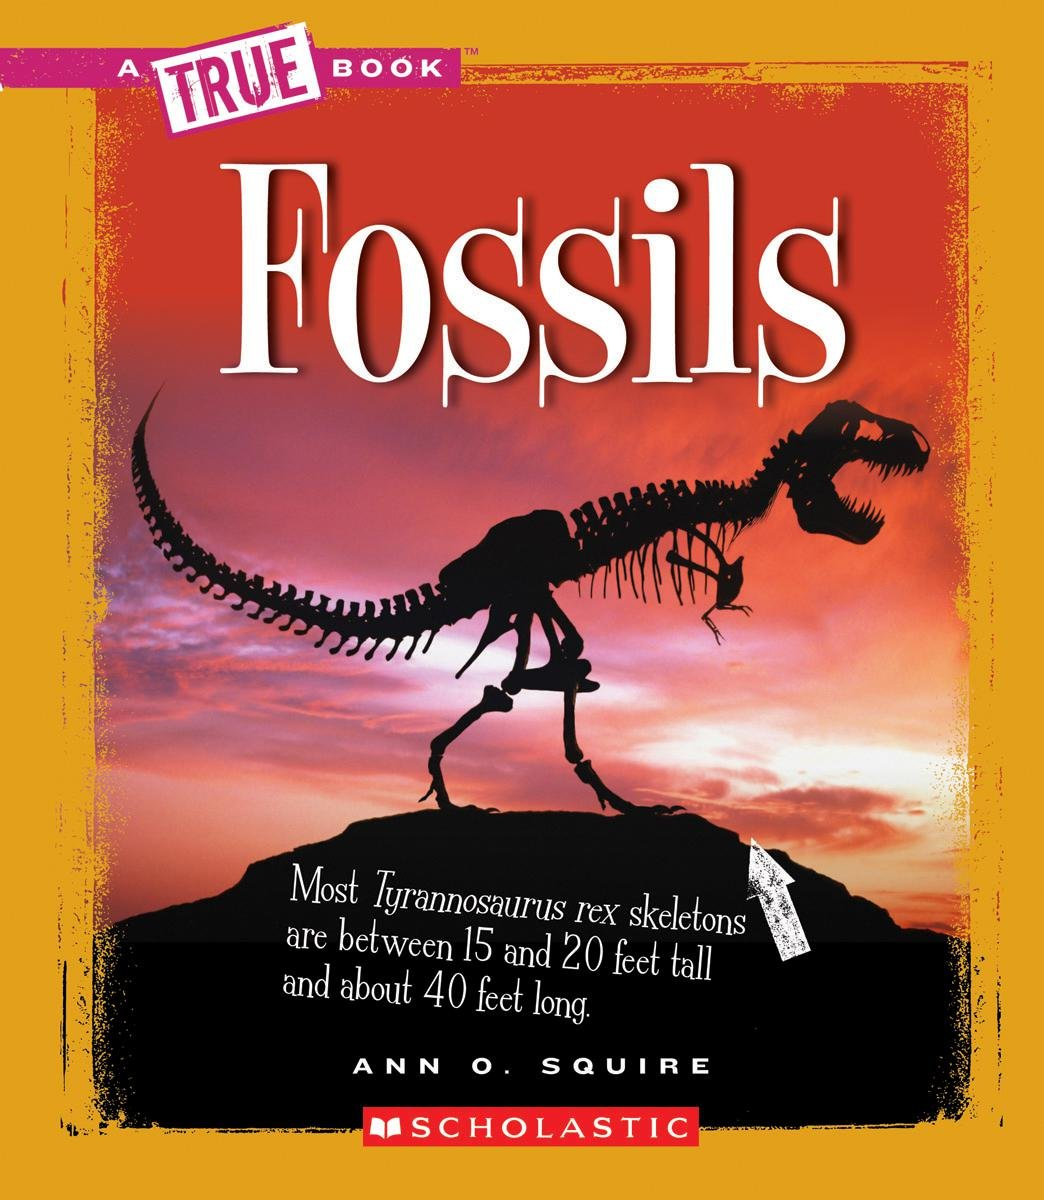 A TRUE BOOK™
Fossils
Most Tyrannosaurus rex skeletons
are between 15 and 20 feet tall
and about 40 feet long.
ANN O. SQUIRE
SCHOLASTIC